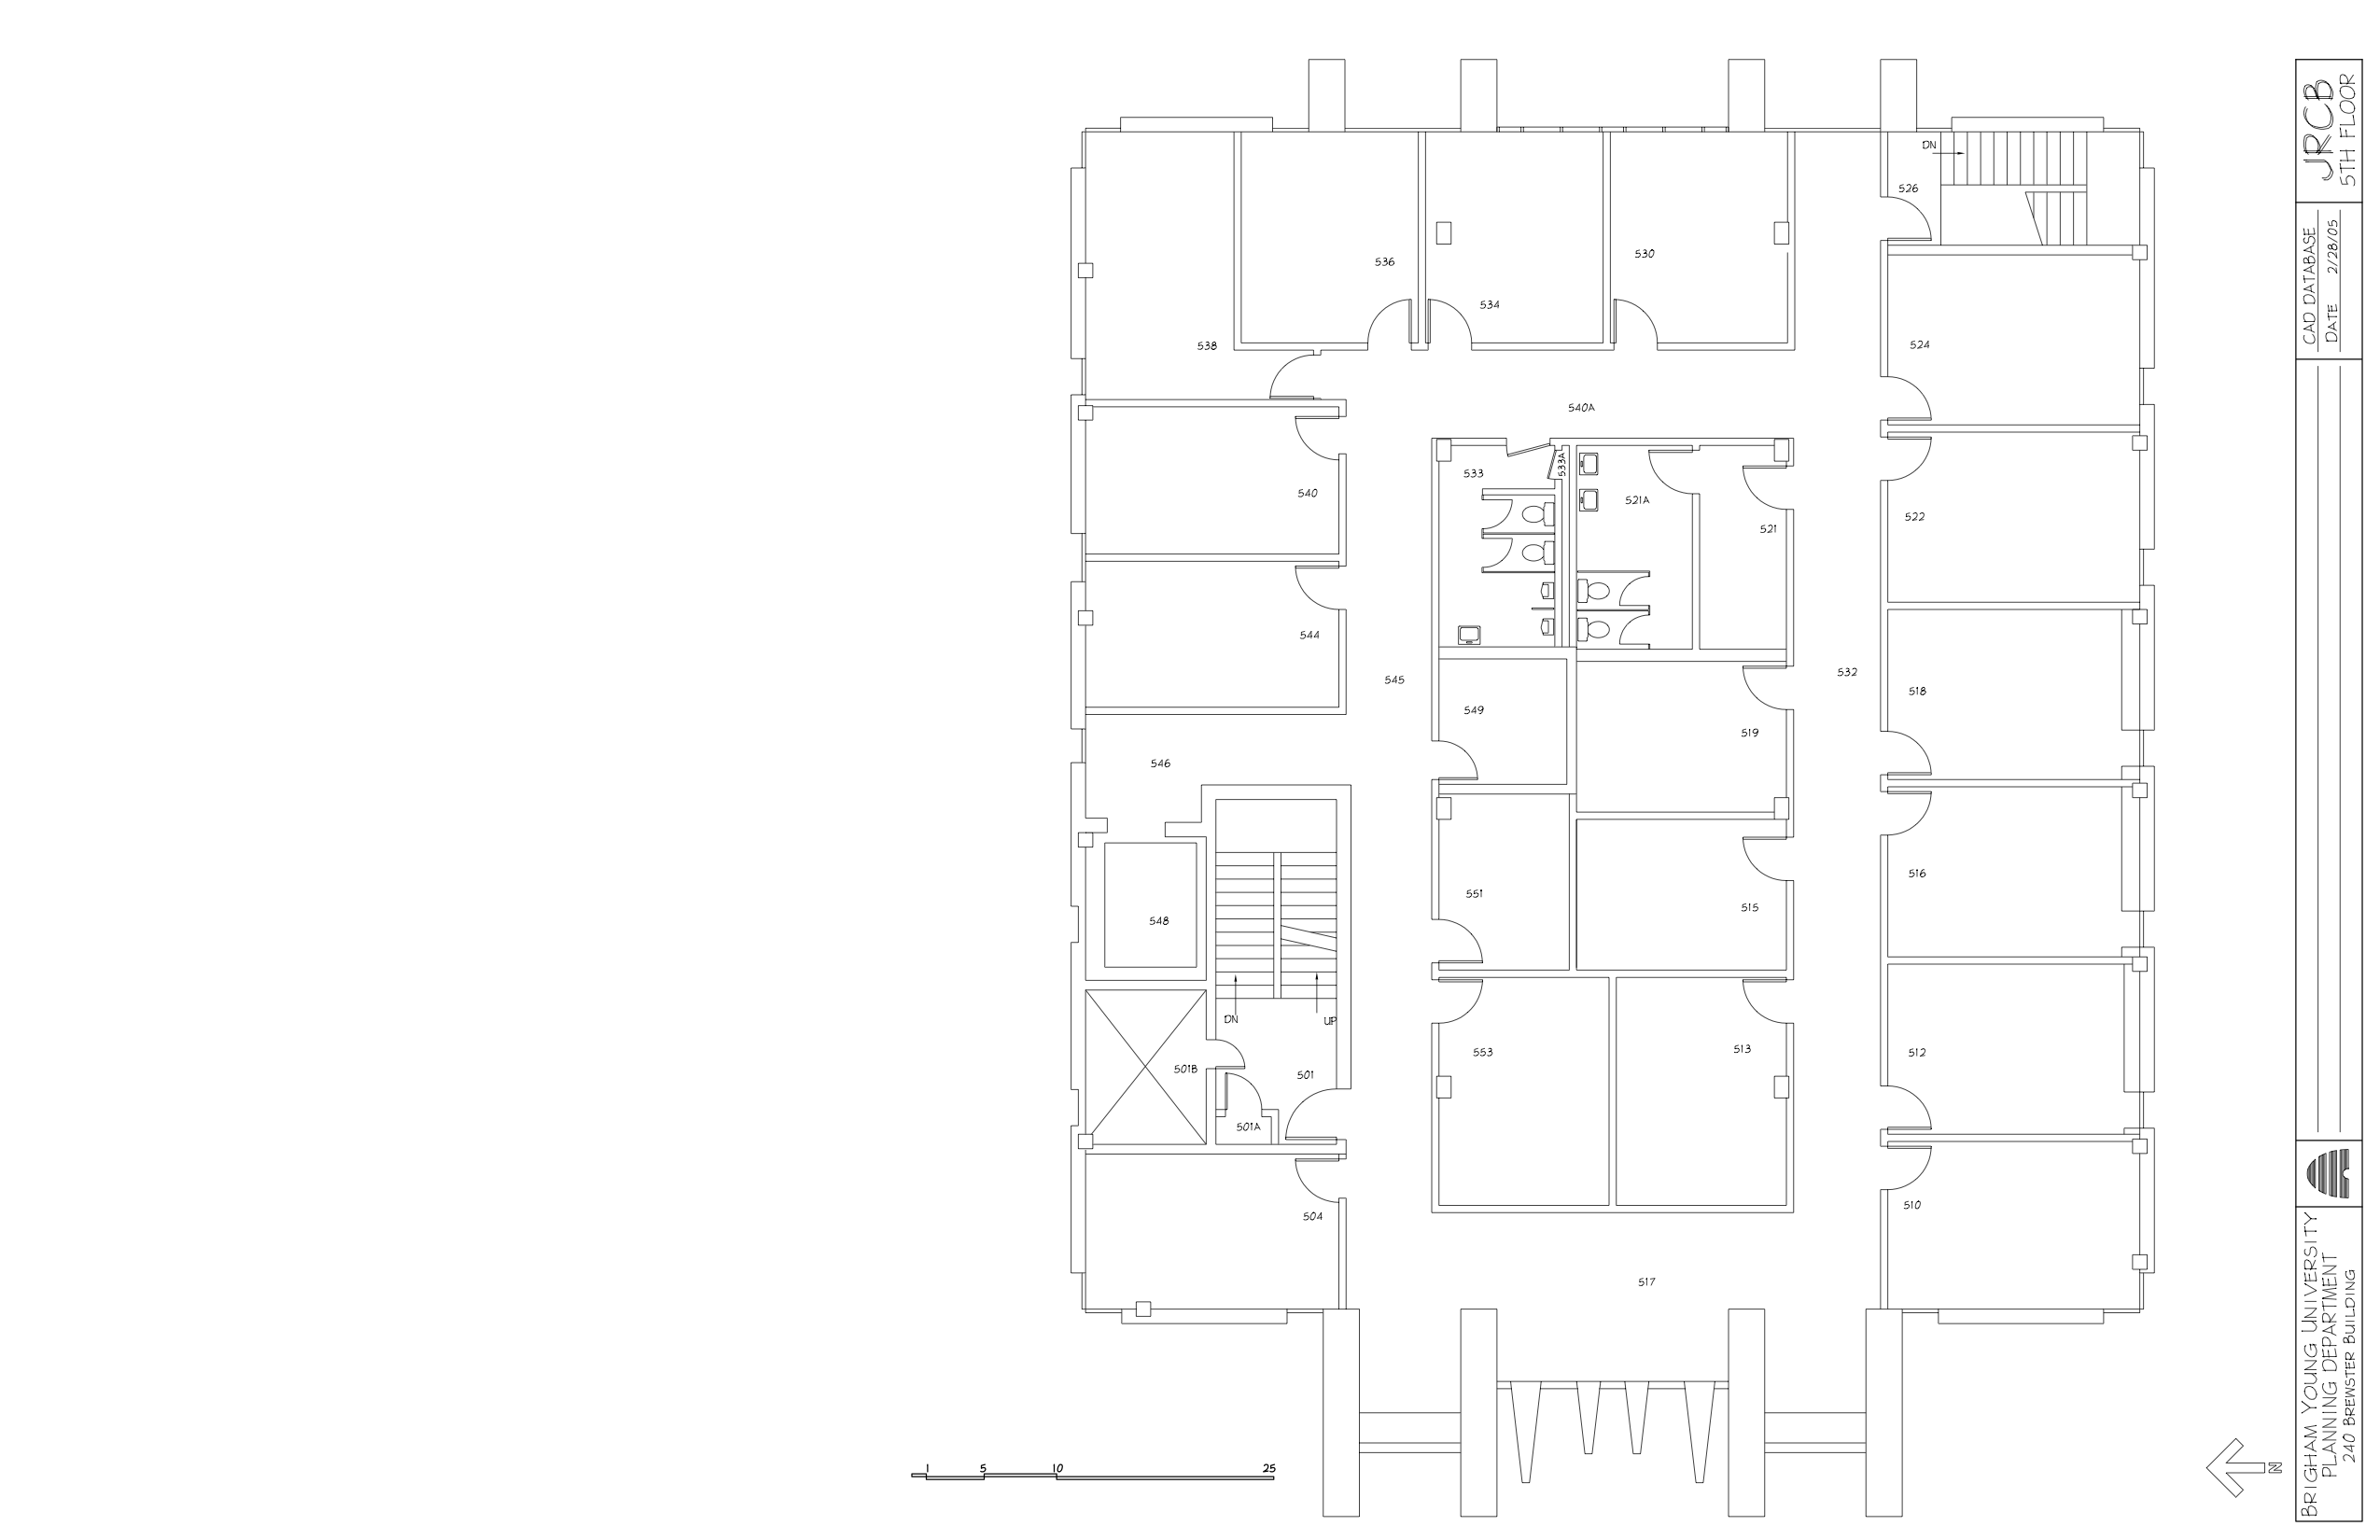 DN
526
536
530
534
538
524
540A
533
533A
540
521A
522
521
544
532
545
518
549
519
546
516
551
515
548
DN
UP
553
513
512
501B
501
501A
510
504
517
1 5 10 25
N
JRCB
5TH FLOOR
CAD DATABASE
DATE 2/28/05
BRIGHAM YOUNG UNIVERSITY
PLANNING DEPARTMENT
240 BREWSTER BUILDING